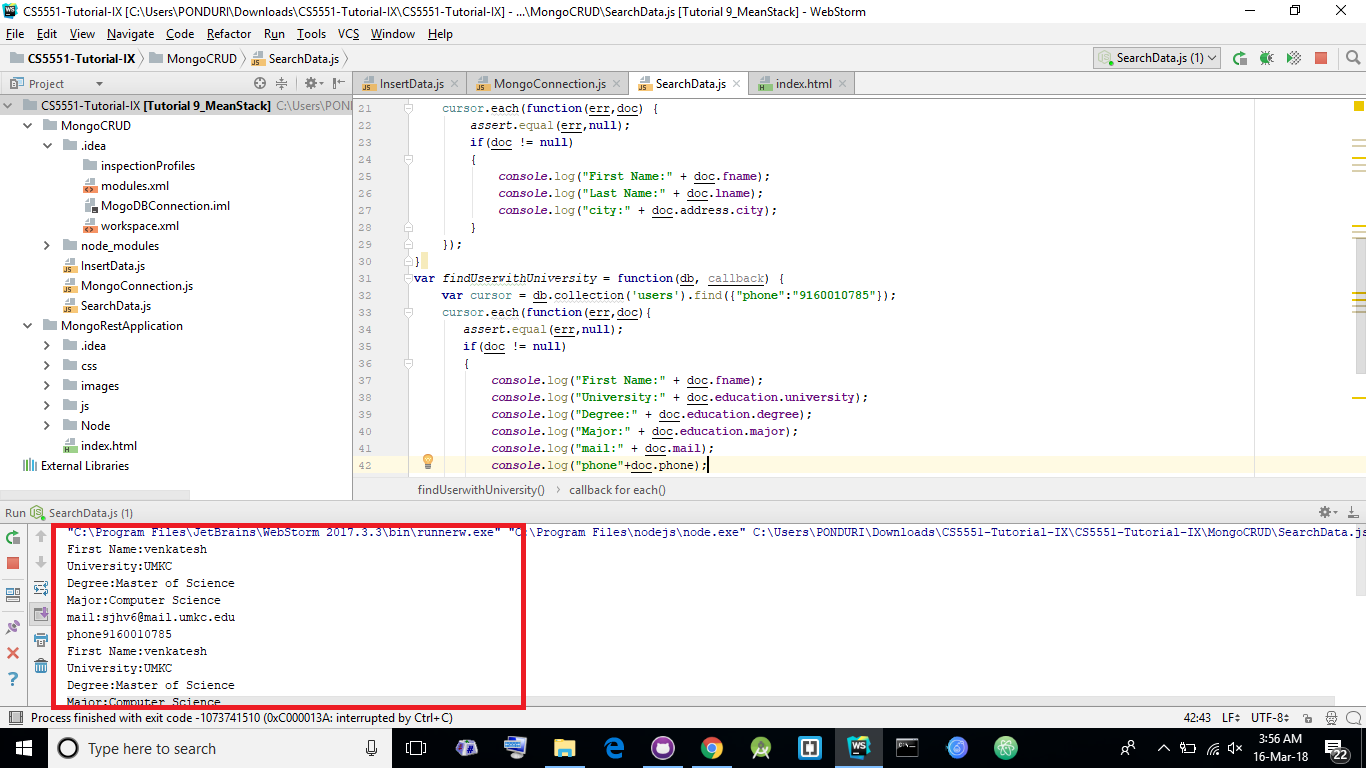 CS5551-Tutorial-IX [C:\Users\PONDURI\Downloads\CS5551-Tutorial-IX\CS5551-Tutorial-IX] - ...\MongoCRUD\SearchData.js [Tutorial 9_MeanStack] - WebStorm
File Edit View Navigate Code Refactor Run Tools VCS Window Help
CS5551-Tutorial-IX MongoCRUD SearchData.js SearchData.js (1)
Project InsertData.js MongoConnection.js SearchData.js index.html
CS5551-Tutorial-IX [Tutorial 9_MeanStack] C:\Users\POND
MongoCRUD
.idea
inspectionProfiles
modules.xml
MogoDBConnection.iml
workspace.xml
node_modules
InsertData.js
MongoConnection.js
SearchData.js
MongoRestApplication
.idea
css
images
js
Node
index.html
External Libraries
21 cursor.each(function(err,doc) {
22 assert.equal(err,null);
23 if(doc != null)
24 {
25 console.log("First Name:" + doc.fname);
26 console.log("Last Name:" + doc.lname);
27 console.log("city:" + doc.address.city);
28 }
29 });
30 }
31 var findUserwithUniversity = function(db, callback) {
32 var cursor = db.collection('users').find({"phone":"9160010785"});
33 cursor.each(function(err,doc){
34 assert.equal(err,null);
35 if(doc != null)
36 {
37 console.log("First Name:" + doc.fname);
38 console.log("University:" + doc.education.university);
39 console.log("Degree:" + doc.education.degree);
40 console.log("Major:" + doc.education.major);
41 console.log("mail:" + doc.mail);
42 console.log("phone"+doc.phone);
findUserwithUniversity() callback for each()
Run SearchData.js (1)
"C:\Program Files\JetBrains\WebStorm 2017.3.3\bin\runnerw.exe" "C:\Program Files\nodejs\node.exe" C:\Users\PONDURI\Downloads\CS5551-Tutorial-IX\CS5551-Tutorial-IX\MongoCRUD\SearchData.js
First Name:venkatesh
University:UMKC
Degree:Master of Science
Major:Computer Science
mail:sjhv6@mail.umkc.edu
phone9160010785
First Name:venkatesh
University:UMKC
Degree:Master of Science
Major:Computer Science
Process finished with exit code -1073741510 (0xC000013A: interrupted by Ctrl+C)
42:43 LF÷ UTF-8÷
Type here to search
3:56 AM
16-Mar-18
22